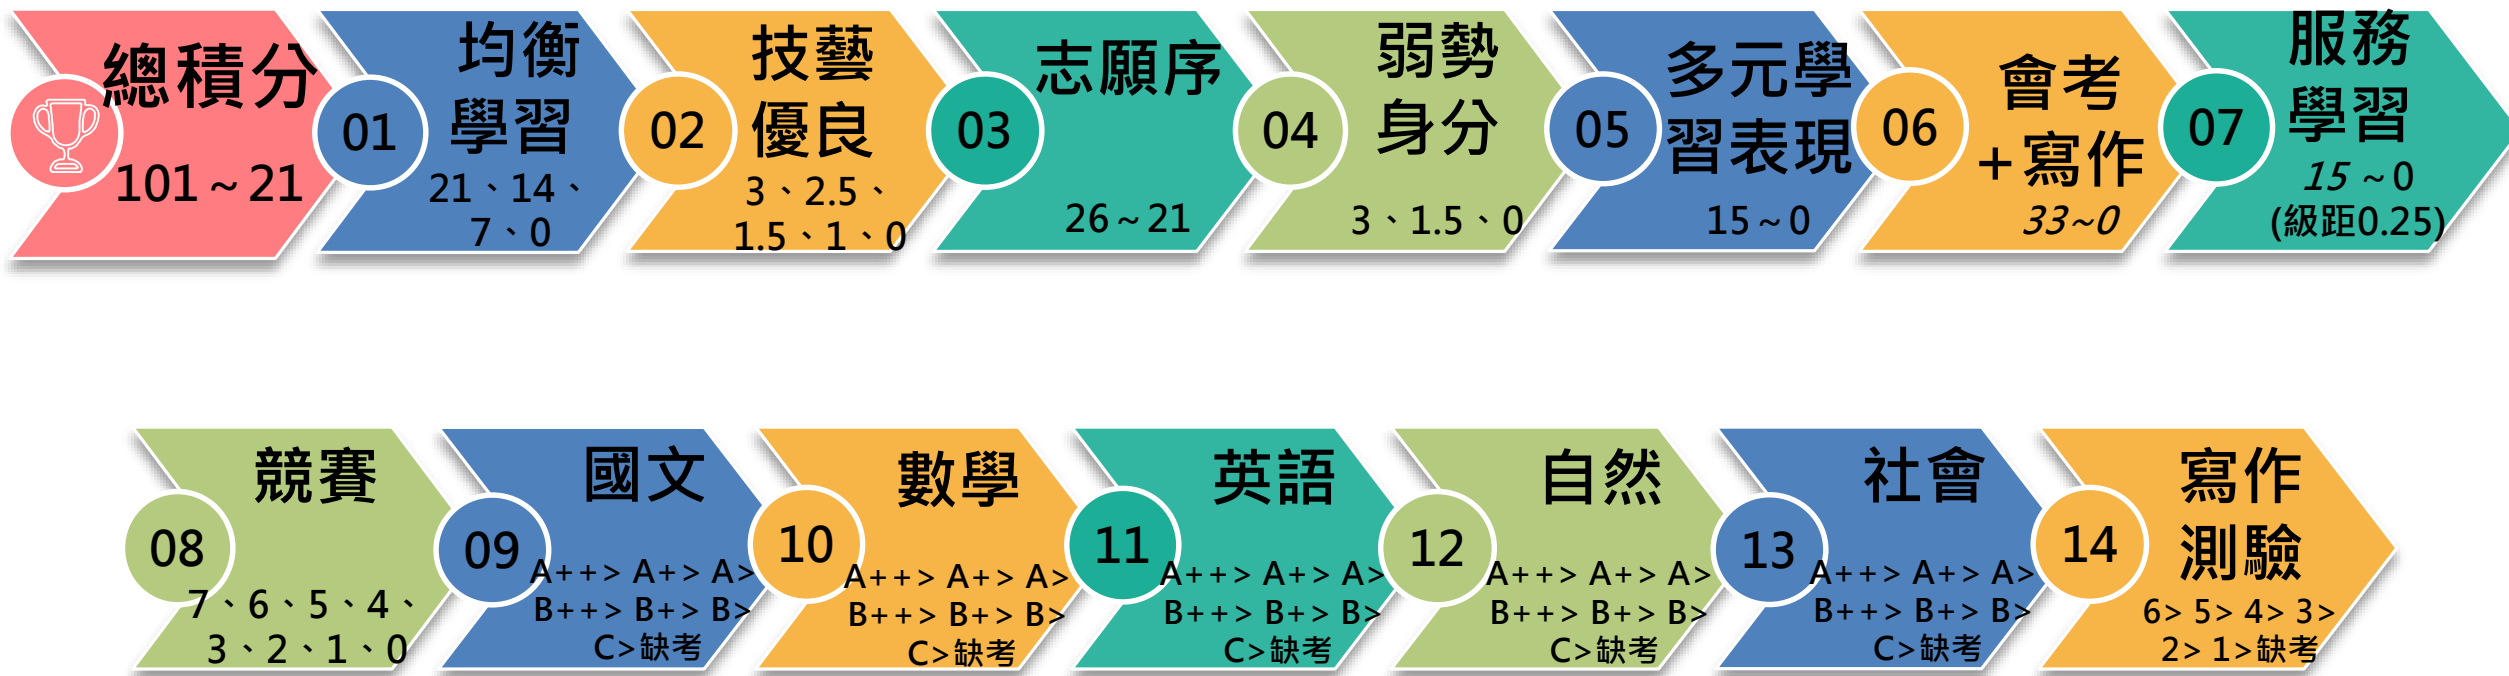 總積分
101~21
01
均衡
學習
21、14、
7、0
02
技藝
優良
3、2.5、
1.5、1、0
03
志願序
26~21
04
弱勢
身分
3、1.5、0
05
多元學
習表現
15~0
06
會考
+寫作
33~0
07
服務
學習
15 ~0
(級距0.25)
08
競賽
7、6、5、4、
3、2、1、0
09
國文
A++> A+> A>
B++> B+> B>
C>缺考
10
數學
A++> A+> A>
B++> B+> B>
C>缺考
11
英語
A++> A+> A>
B++> B+> B>
C>缺考
12
自然
A++> A+> A>
B++> B+> B>
C>缺考
13
社會
A++> A+> A>
B++> B+> B>
C>缺考
14
寫作
測驗
6> 5> 4> 3>
2> 1>缺考